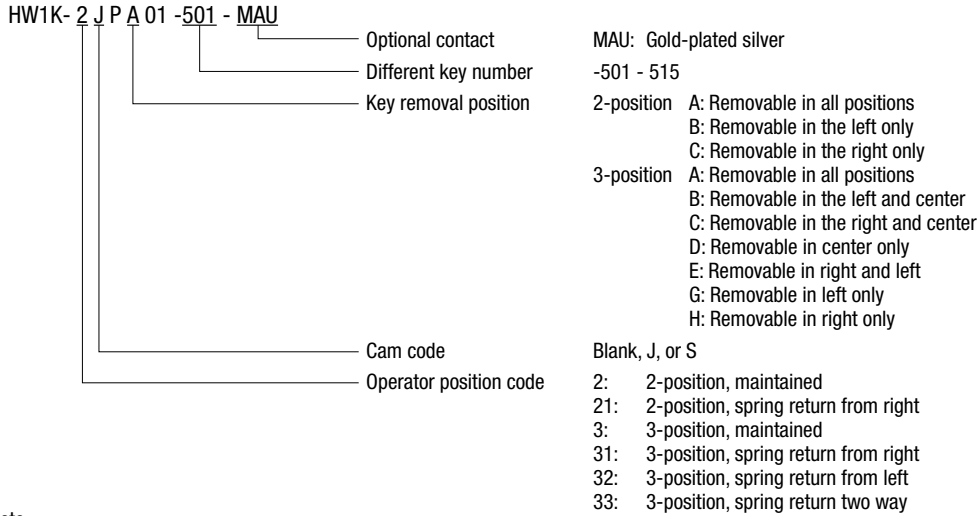 HW1K- 2 J P A 01 -501 - MAU
Optional contact MAU: Gold-plated silver
Different key number -501 - 515
Key removal position 2-position A: Removable in all positions
B: Removable in the left only
C: Removable in the right only
3-position A: Removable in all positions
B: Removable in the left and center
C: Removable in the right and center
D: Removable in center only
E: Removable in right and left
G: Removable in left only
H: Removable in right only
Cam code Blank, J, or S
Operator position code 2: 2-position, maintained
21: 2-position, spring return from right
3: 3-position, maintained
31: 3-position, spring return from right
32: 3-position, spring return from left
33: 3-position, spring return two way